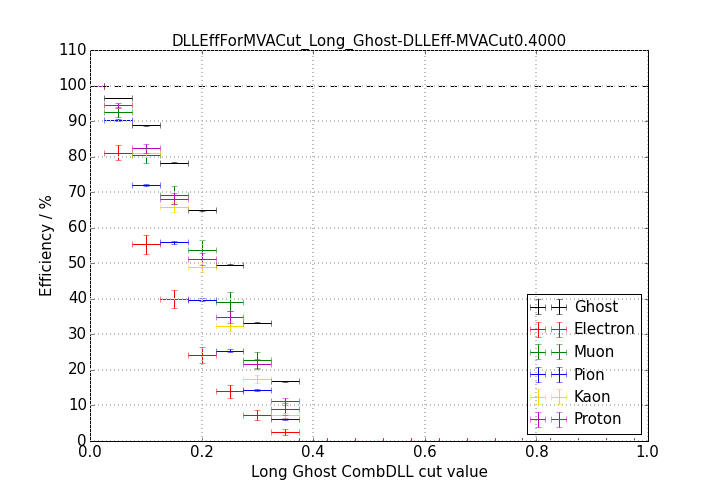 DLLEffForMVACut_Long_Ghost-DLLEff-MVACut0.4000
110
100
90
80
70
60
50
40
30
20
10
0
Efficiency / %
0.0 0.2 0.4 0.6 0.8 1.0
Long Ghost CombDLL cut value
Ghost
Electron
Muon
Pion
Kaon
Proton